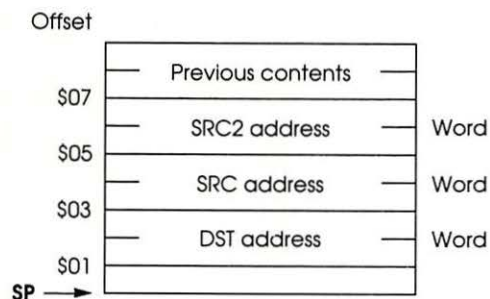 Offset
Previous contents
$07
SRC2 address Word
$05
SRC address Word
$03
DST address Word
$01
SP